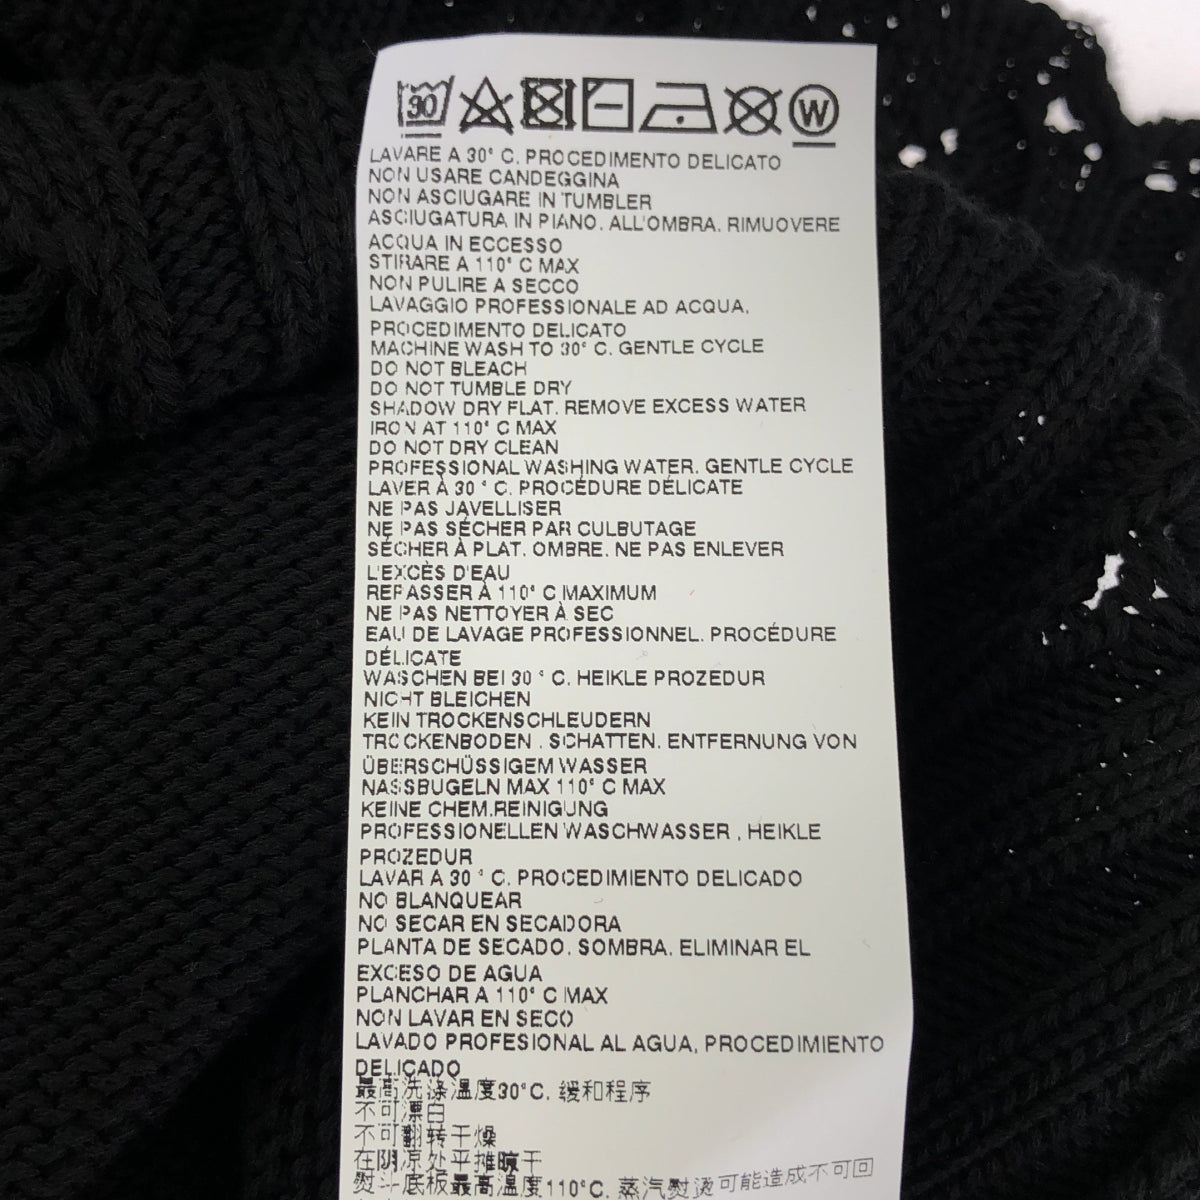 30 W
LAVARE A 30° C. PROCEDIMENTO DELICATO
NON USARE CANDEGGINA
NON ASCIUGARE IN TUMBLER
ASCIUGATURA IN PIANO. ALL'OMBRA. RIMUOVERE
ACQUA IN ECCESSO
STIRARE A 110° C MAX
NON PULIRE A SECCO
LAVAGGIO PROFESSIONALE AD ACQUA.
PROCEDIMENTO DELICATO
MACHINE WASH TO 30° C. GENTLE CYCLE
DO NOT BLEACH
DO NOT TUMBLE DRY
SHADOW DRY FLAT. REMOVE EXCESS WATER
IRON AT 110° C MAX
DO NOT DRY CLEAN
PROFESSIONAL WASHING WATER. GENTLE CYCLE
LAVER À 30 ° C. PROCÉDURE DÉLICATE
NE PAS JAVELLISER
NE PAS SÉCHER PAR CULBUTAGE
SÉCHER À PLAT. OMBRE. NE PAS ENLEVER
L'EXCÈS D'EAU
REPASSER À 110° C MAXIMUM
NE PAS NETTOYER À SEC
EAU DE LAVAGE PROFESSIONNEL. PROCÉDURE
DÉLICATE
WASCHEN BEI 30 ° C. HEIKLE PROZEDUR
NICHT BLEICHEN
KEIN TROCKENSCHLEUDERN
TROCKENBODEN . SCHATTEN. ENTFERNUNG VON
ÜBERSCHÜSSIGEM WASSER
NASSBUGELN MAX 110° C MAX
KEINE CHEM.REINIGUNG
PROFESSIONELLEN WASCHWASSER , HEIKLE
PROZEDUR
LAVAR A 30 ° C. PROCEDIMIENTO DELICADO
NO BLANQUEAR
NO SECAR EN SECADORA
PLANTA DE SECADO. SOMBRA. ELIMINAR EL
EXCESO DE AGUA
PLANCHAR A 110° C MAX
NON LAVAR EN SECO
LAVADO PROFESIONAL AL AGUA, PROCEDIMIENTO
DELICADO
最高洗涤温度30°C. 缓和程序
不可漂白
不可翻转干燥
在阴凉处平摊晾干
熨斗底板最高温度110°C. 蒸汽熨烫可能造成不可回